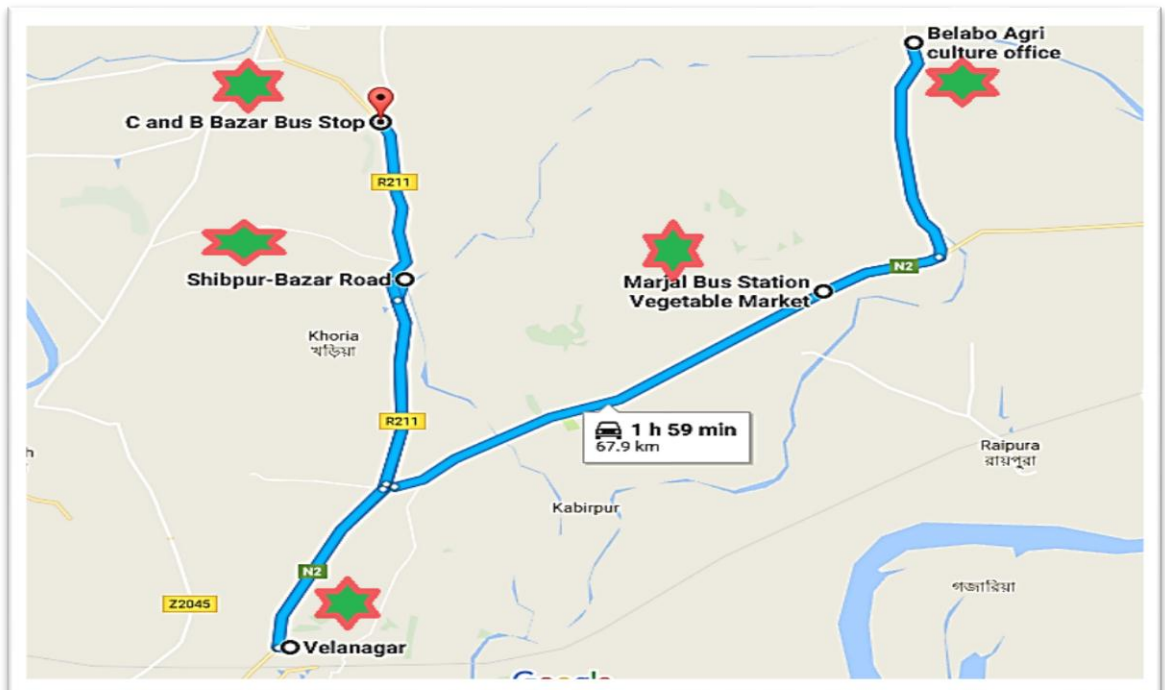 Belabo Agri
culture office
C and B Bazar Bus Stop
R211
Shibpur-Bazar Road
N2
Marjal Bus Station
Vegetable Market
Khoria
খড়িয়া
R211
1 h 59 min
67.9 km
Raipura
রায়পুরা
h
Kabirpur
N2
গজারিয়া
Z2045
Velanagar
Google